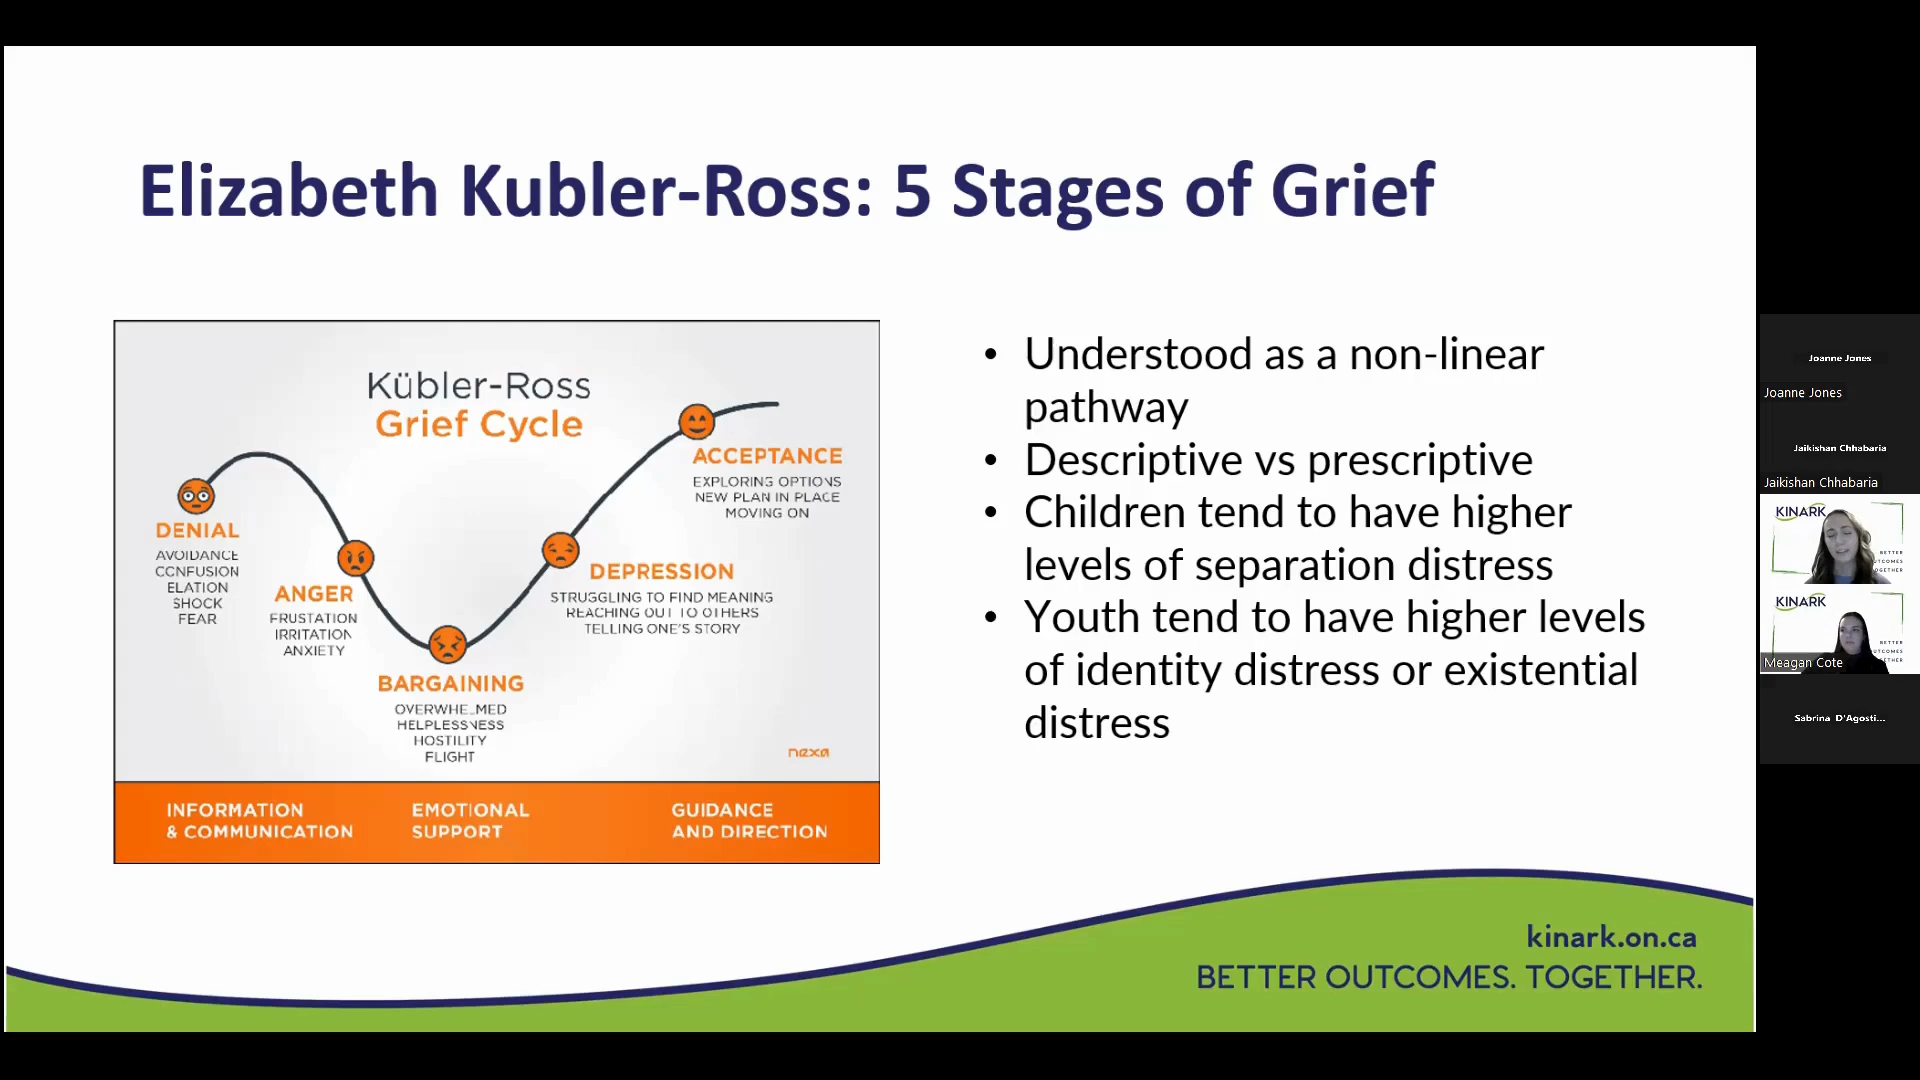 Elizabeth Kubler-Ross: 5 Stages of Grief
Kübler-Ross
Grief Cycle
DENIAL
AVOIDANCE
CONFUSION
ELATION
SHOCK
FEAR
ANGER
FRUSTATION
IRRITATION
ANXIETY
BARGAINING
OVERWHELMED
HELPLESSNESS
HOSTILITY
FLIGHT
DEPRESSION
STRUGGLING TO FIND MEANING
REACHING OUT TO OTHERS
TELLING ONE'S STORY
ACCEPTANCE
EXPLORING OPTIONS
NEW PLAN IN PLACE
MOVING ON
nexa
INFORMATION
& COMMUNICATION
EMOTIONAL
SUPPORT
GUIDANCE
AND DIRECTION
• Understood as a non-linear
pathway
• Descriptive vs prescriptive
• Children tend to have higher
levels of separation distress
• Youth tend to have higher levels
of identity distress or existential
distress
kinark.on.ca
BETTER OUTCOMES. TOGETHER.
Joanne Jones
Joanne Jones
Jaikishan Chhabaria
Jaikishan Chhabaria
KINARK
BETTER
OUTCOMES
TOGETHER
KINARK
BETTER
OUTCOMES
Meagan Cote
Sabrina D'Agosti...